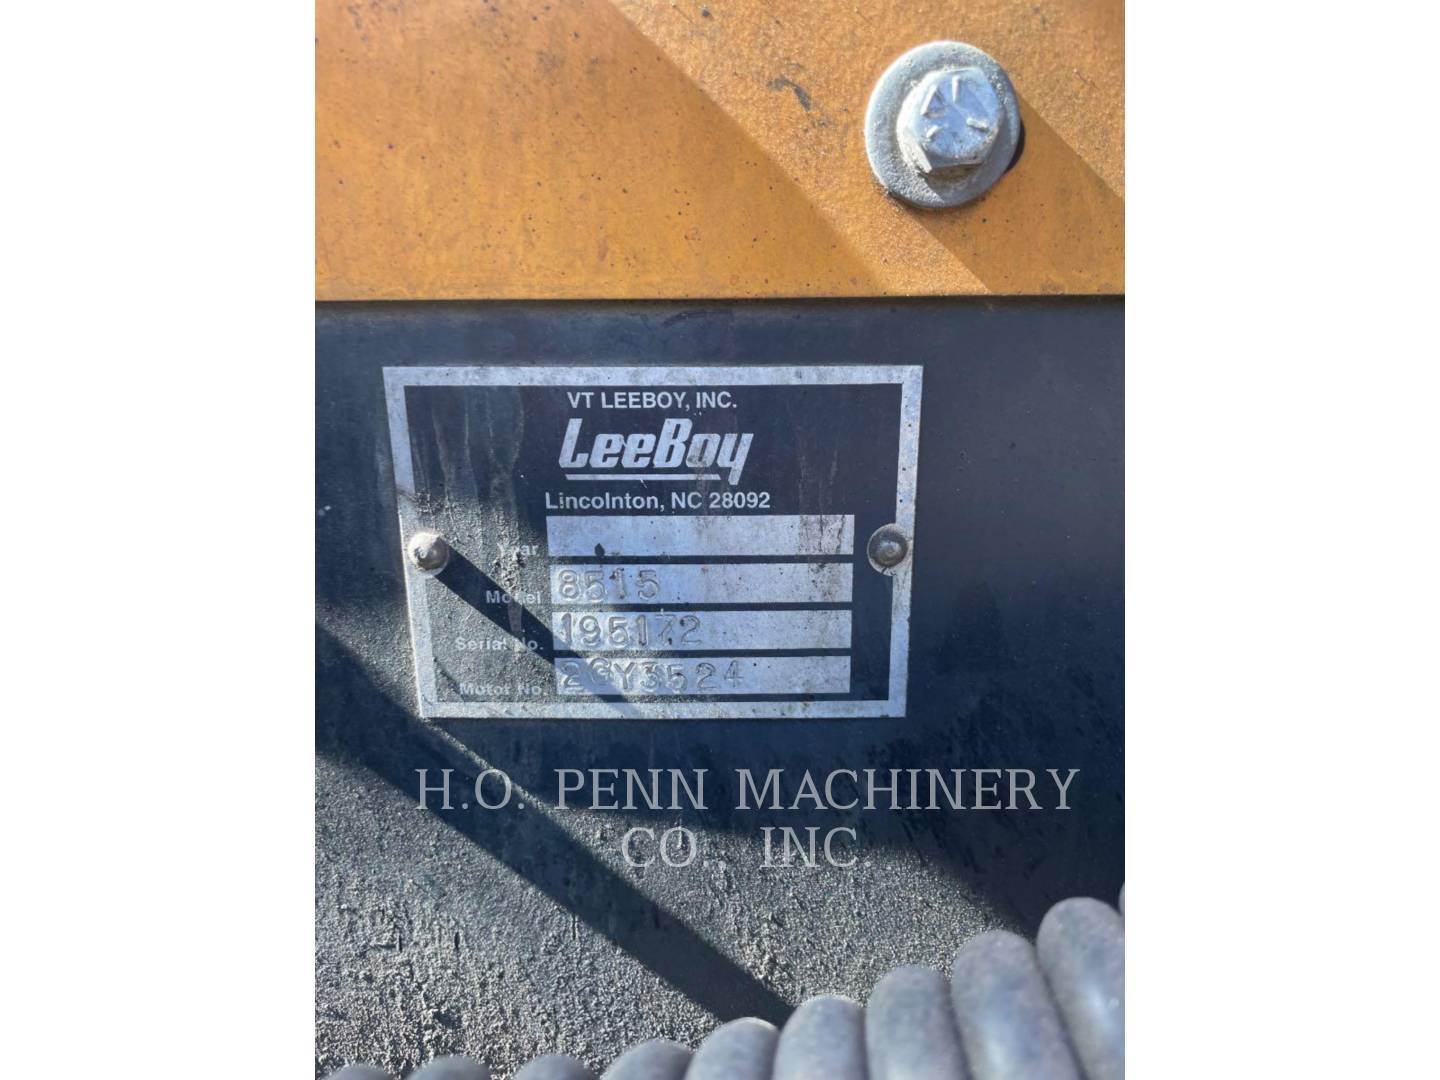 VT LEEBOY, INC.
LeeBoy
Lincolnton, NC 28092
Year
Model 8515
Serial No. 195172
Motor No. 2GY3524
H.O. PENN MACHINERY
CO., INC.